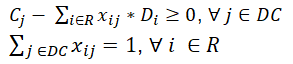 C_j − ∑_{i∈R} x_{ij} * D_i ≥ 0, ∀ j ∈ DC
∑_{j ∈DC} x_{ij} = 1, ∀ i ∈ R